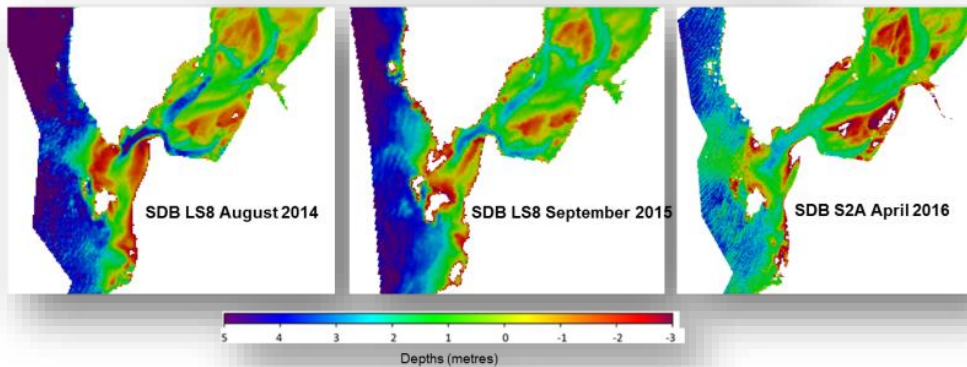 SDB LS8 August 2014
SDB LS8 September 2015
SDB S2A April 2016
5 4 3 2 1 0 -1 -2 -3
Depths (metres)